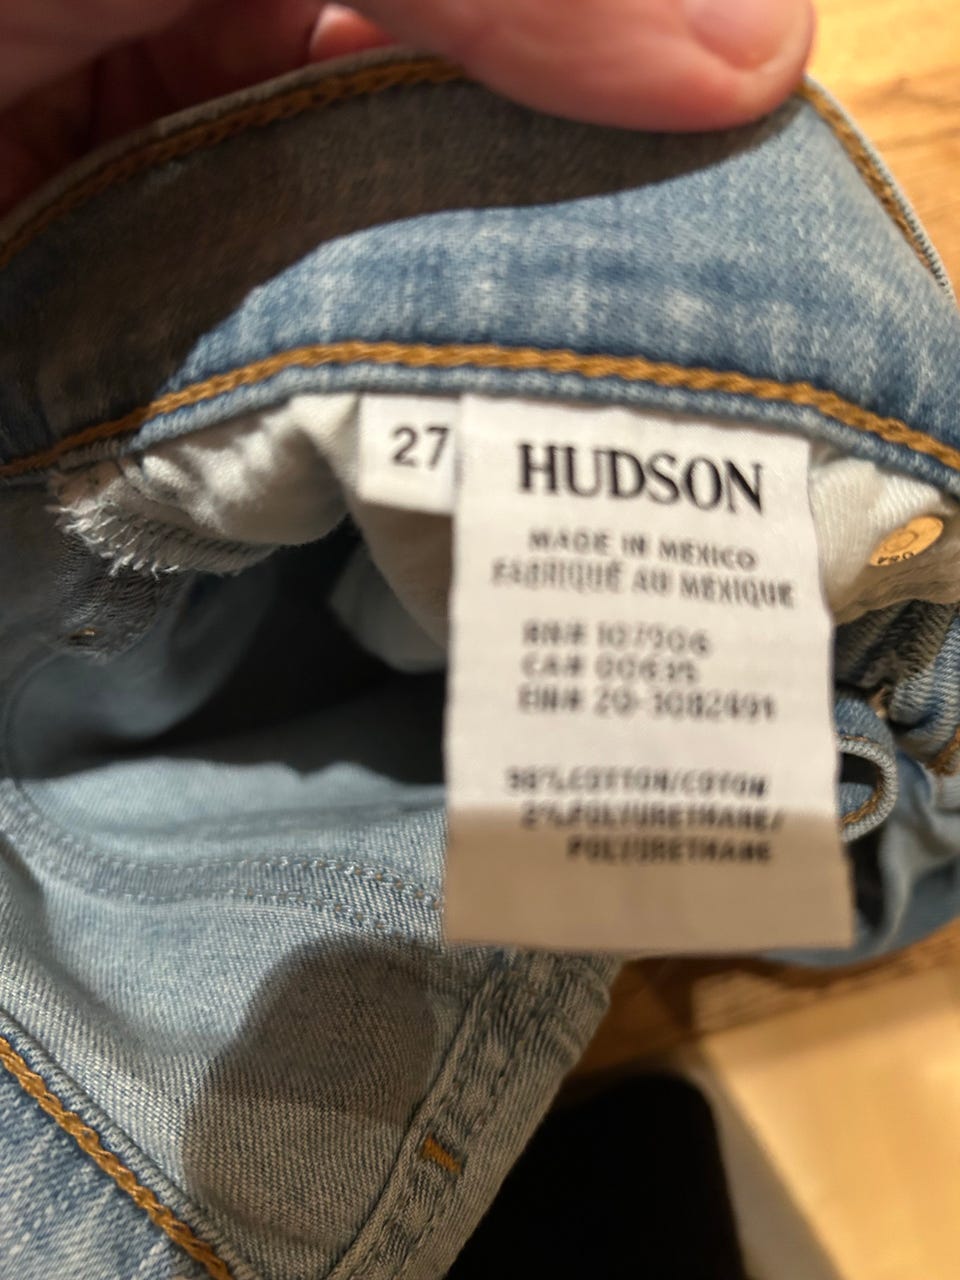 27
HUDSON
MADE IN MEXICO
FABRIQUÉ AU MEXIQUE
RN# 107906
CA# 00635
EIN# 20-3082491
98% COTTON/COTON
2% POLYURETHANE/
POLYURETHANE
USA